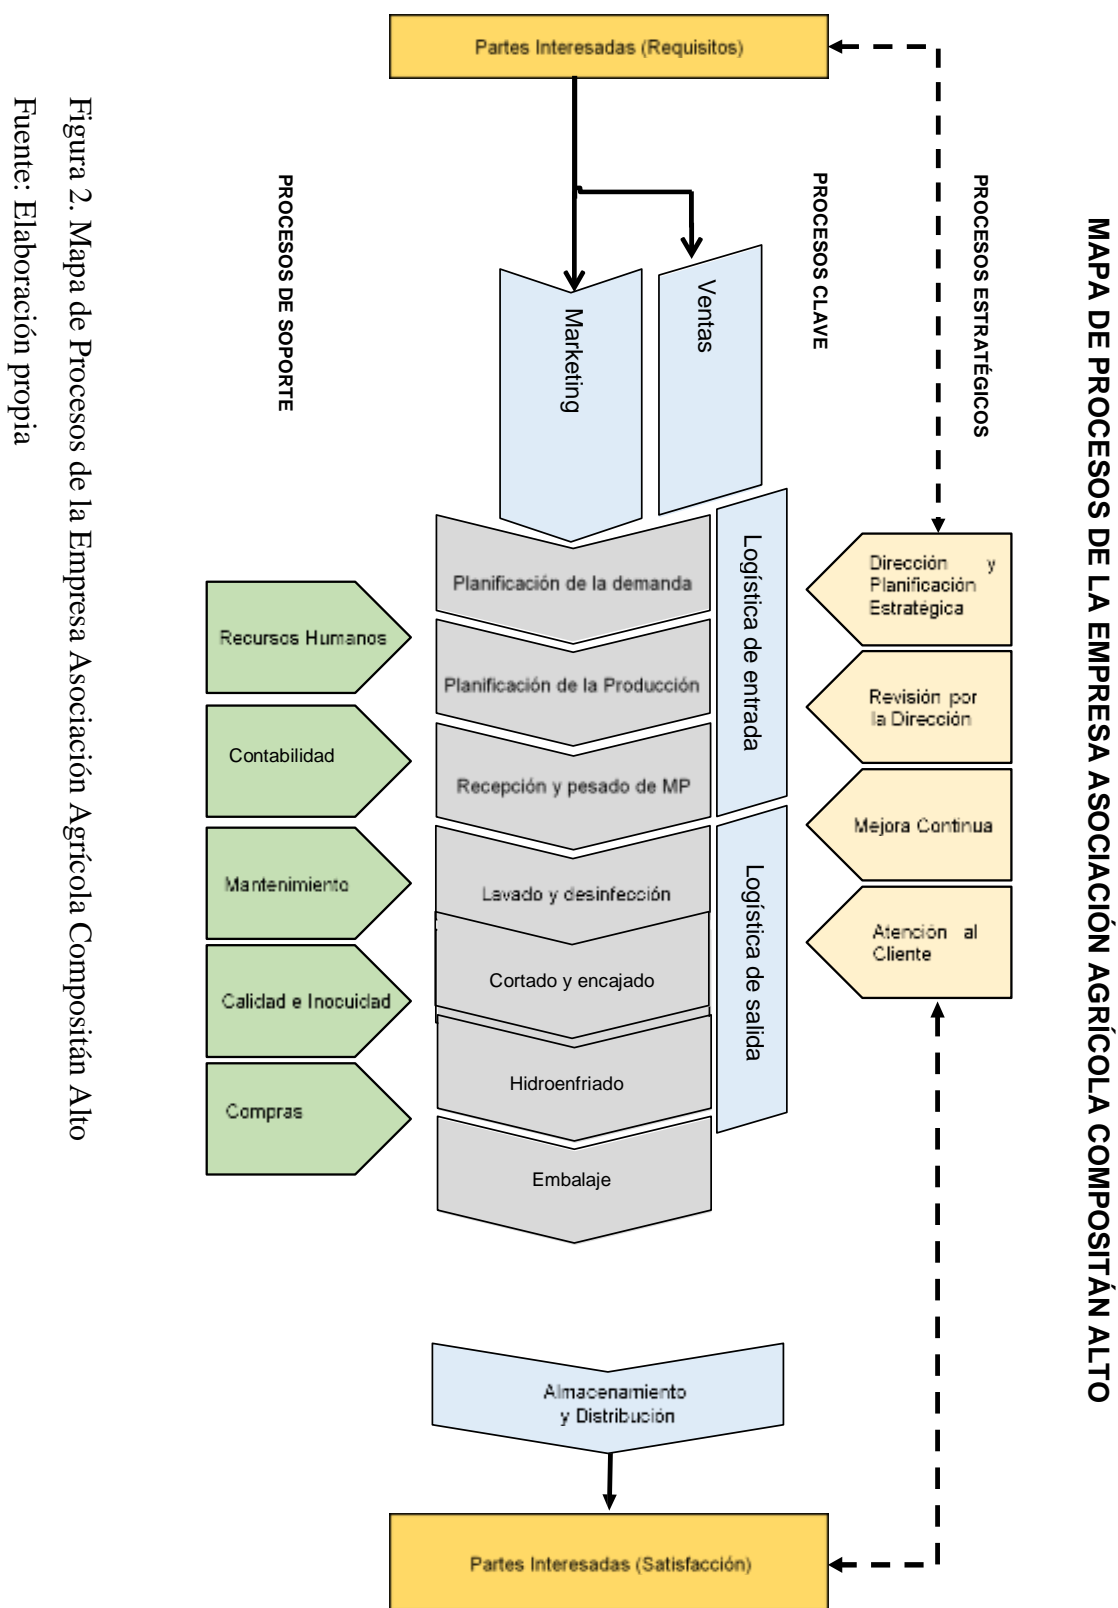 MAPA DE PROCESOS DE LA EMPRESA ASOCIACIÓN AGRÍCOLA COMPOSITÁN ALTO
Partes Interesadas (Requisitos)
PROCESOS ESTRATÉGICOS
Dirección y
Planificación
Estratégica
Revisión por
la Dirección
Mejora Continua
Atención al
Cliente
PROCESOS CLAVE
Ventas
Marketing
Logística de entrada
Logística de salida
Planificación de la demanda
Planificación de la Producción
Recepción y pesado de MP
Lavado y desinfección
Cortado y encajado
Hidroenfriado
Embalaje
Almacenamiento
y Distribución
PROCESOS DE SOPORTE
Recursos Humanos
Contabilidad
Mantenimiento
Calidad e Inocuidad
Compras
Partes Interesadas (Satisfacción)
Figura 2. Mapa de Procesos de la Empresa Asociación Agrícola Compositán Alto
Fuente: Elaboración propia